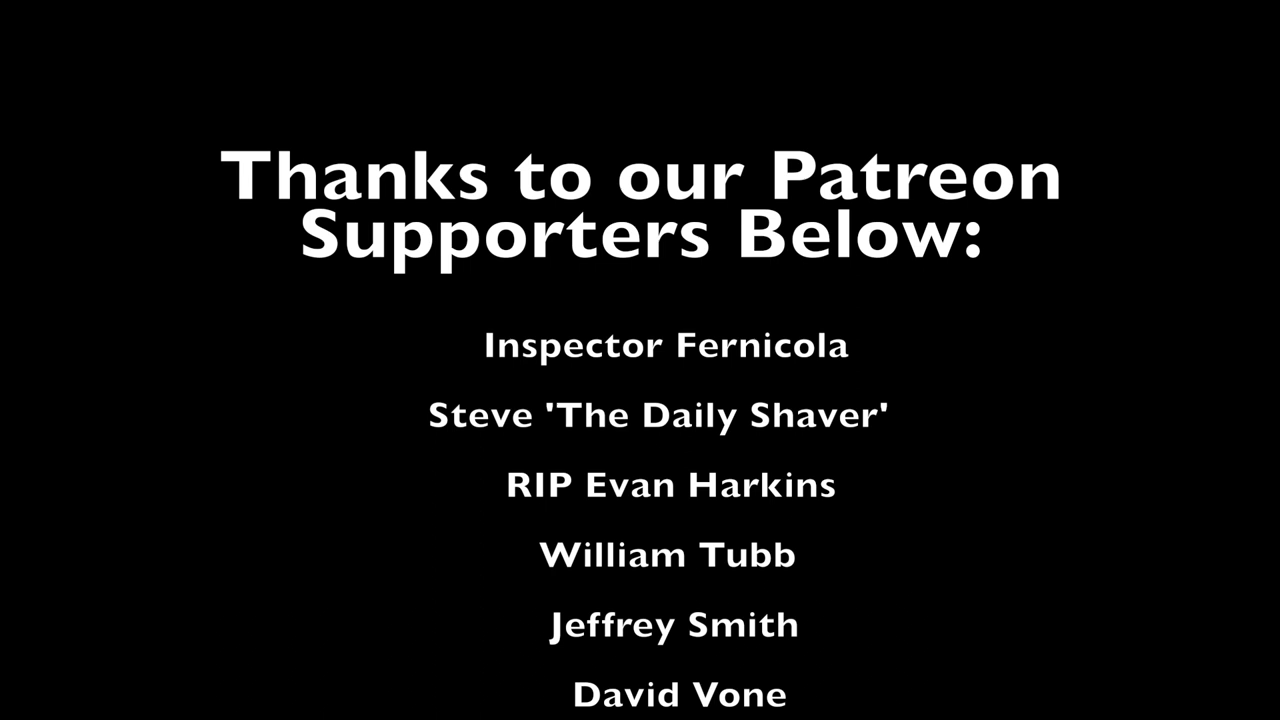 Thanks to our Patreon
Supporters Below:
Inspector Fernicola
Steve 'The Daily Shaver'
RIP Evan Harkins
William Tubb
Jeffrey Smith
David Vone